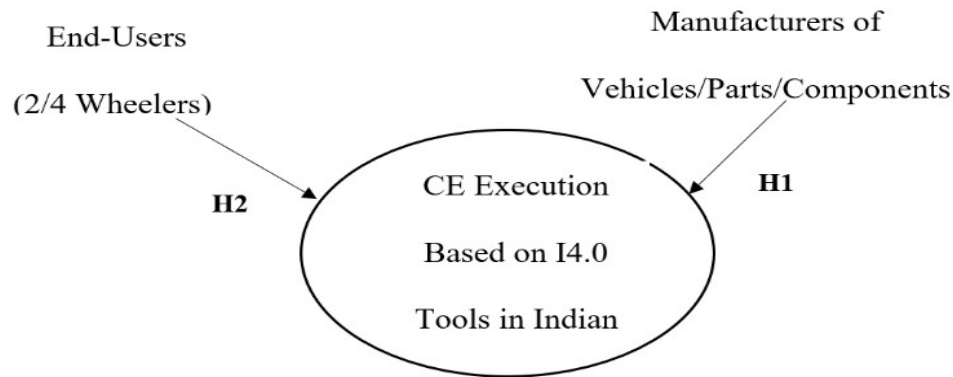 End-Users
(2/4 Wheelers)
Manufacturers of
Vehicles/Parts/Components
H2
H1
CE Execution
Based on I4.0
Tools in Indian